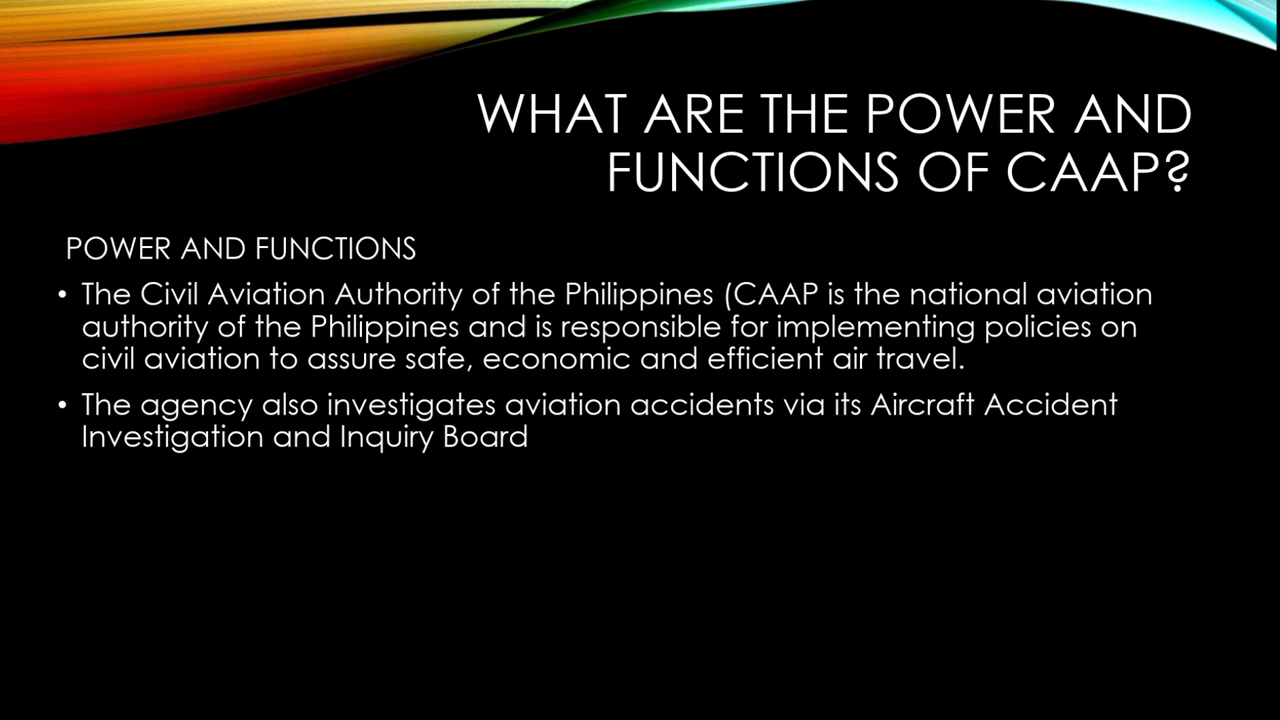 WHAT ARE THE POWER AND
FUNCTIONS OF CAAP?
POWER AND FUNCTIONS
• The Civil Aviation Authority of the Philippines (CAAP is the national aviation
authority of the Philippines and is responsible for implementing policies on
civil aviation to assure safe, economic and efficient air travel.
• The agency also investigates aviation accidents via its Aircraft Accident
Investigation and Inquiry Board